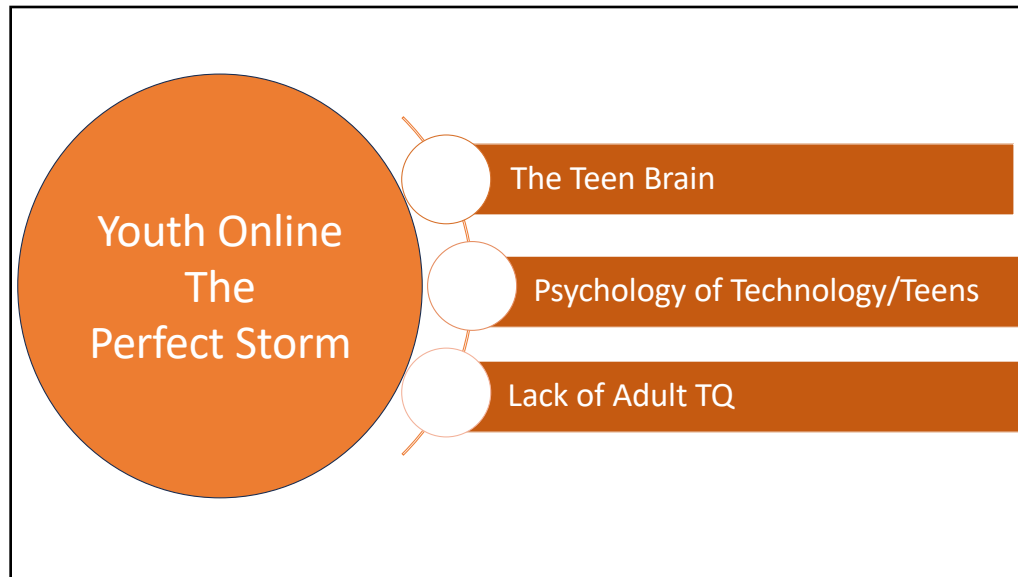 Youth Online
The
Perfect Storm
The Teen Brain
Psychology of Technology/Teens
Lack of Adult TQ